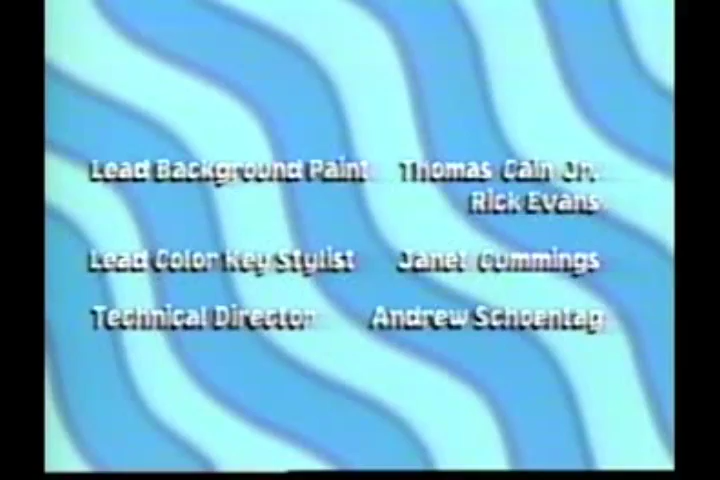 Lead Background Paint Thomas Cain Jr.
Rick Evans
Lead Color Key Stylist Janet Cummings
Technical Director Andrew Schoentag